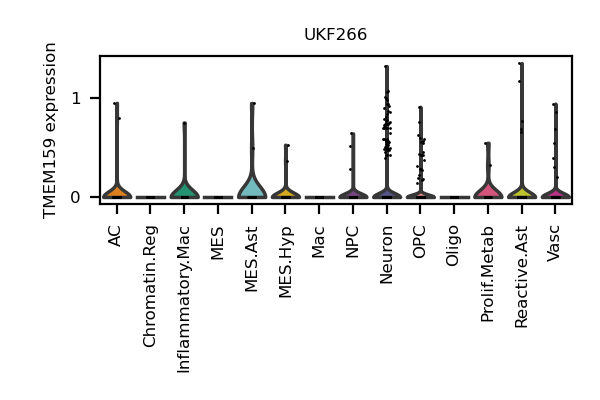 UKF266
TMEM159 expression
1
0
AC
Chromatin.Reg
Inflammatory.Mac
MES
MES.Ast
MES.Hyp
Mac
NPC
Neuron
OPC
Oligo
Prolif.Metab
Reactive.Ast
Vasc